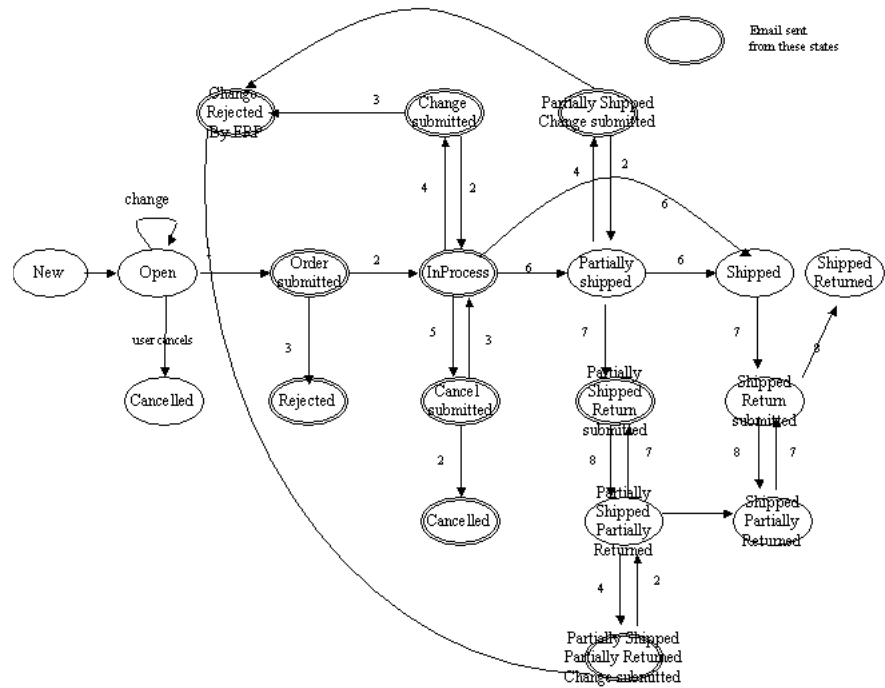 Email sent
from these states
Change
Rejected
By ERP
3
Change
submitted
Partially Shipped
Change submitted
4
2
4
2
6
change
New
Open
Order
submitted
2
InProcess
6
Partially
shipped
6
Shipped
Shipped
Returned
user cancels
3
5
3
7
7
8
Cancelled
Rejected
Cancel
submitted
Partially
Shipped
Return
submitted
Shipped
Return
submitted
2
8
7
8
7
Cancelled
Partially
Shipped
Partially
Returned
Shipped
Partially
Returned
4
2
Partially Shipped
Partially Returned
Change submitted